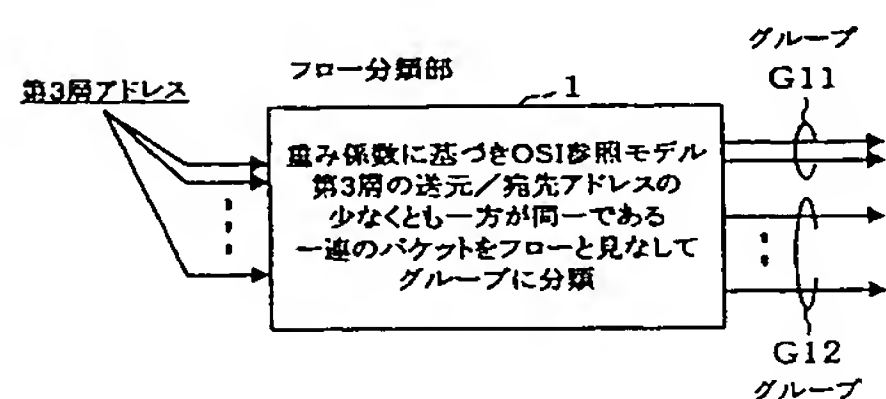 グループ
G11
フロー分類部
1
第3層アドレス
重み係数に基づきOSI参照モデル
第3層の送元／宛先アドレスの
少なくとも一方が同一である
一連のパケットをフローと見なして
グループに分類
G12
グループ